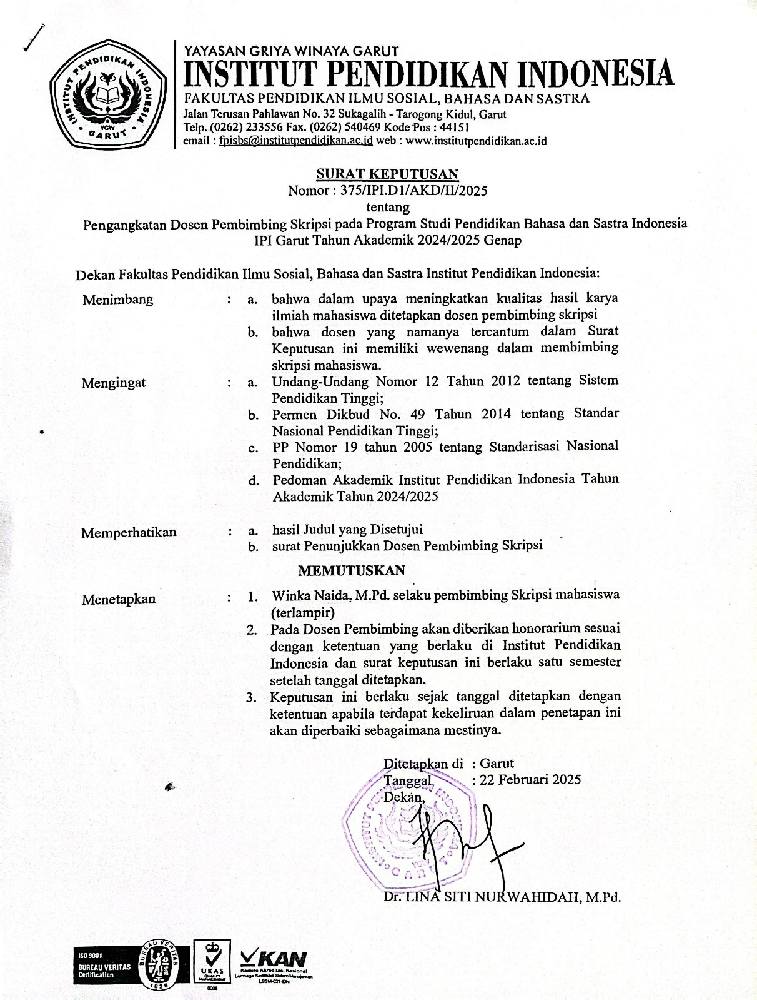 YAYASAN GRIYA WINAYA GARUT
INSTITUT PENDIDIKAN INDONESIA
FAKULTAS PENDIDIKAN ILMU SOSIAL, BAHASA DAN SASTRA
Jalan Terusan Pahlawan No. 32 Sukagalih - Tarogong Kidul, Garut
Telp. (0262) 233556 Fax. (0262) 540469 Kode Pos : 44151
email : fpisbs@institutpendidikan.ac.id web : www.institutpendidikan.ac.id
INSTITUT PENDIDIKAN INDONESIA
YGW
• GARUT •
SURAT KEPUTUSAN
Nomor : 375/IPI.D1/AKD/II/2025
tentang
Pengangkatan Dosen Pembimbing Skripsi pada Program Studi Pendidikan Bahasa dan Sastra Indonesia
IPI Garut Tahun Akademik 2024/2025 Genap
Dekan Fakultas Pendidikan Ilmu Sosial, Bahasa dan Sastra Institut Pendidikan Indonesia:
Menimbang : a. bahwa dalam upaya meningkatkan kualitas hasil karya
ilmiah mahasiswa ditetapkan dosen pembimbing skripsi
b. bahwa dosen yang namanya tercantum dalam Surat
Keputusan ini memiliki wewenang dalam membimbing
skripsi mahasiswa.
Mengingat : a. Undang-Undang Nomor 12 Tahun 2012 tentang Sistem
Pendidikan Tinggi;
b. Permen Dikbud No. 49 Tahun 2014 tentang Standar
Nasional Pendidikan Tinggi;
c. PP Nomor 19 tahun 2005 tentang Standarisasi Nasional
Pendidikan;
d. Pedoman Akademik Institut Pendidikan Indonesia Tahun
Akademik Tahun 2024/2025
Memperhatikan : a. hasil Judul yang Disetujui
b. surat Penunjukkan Dosen Pembimbing Skripsi
MEMUTUSKAN
Menetapkan : 1. Winka Naida, M.Pd. selaku pembimbing Skripsi mahasiswa
(terlampir)
2. Pada Dosen Pembimbing akan diberikan honorarium sesuai
dengan ketentuan yang berlaku di Institut Pendidikan
Indonesia dan surat keputusan ini berlaku satu semester
setelah tanggal ditetapkan.
3. Keputusan ini berlaku sejak tanggal ditetapkan dengan
ketentuan apabila terdapat kekeliruan dalam penetapan ini
akan diperbaiki sebagaimana mestinya.
Ditetapkan di : Garut
Tanggal : 22 Februari 2025
Dekan,
INSTITUT PENDIDIKAN INDONESIA
YGW
GARUT
Dr. LINA SITI NURWAHIDAH, M.Pd.
ISO 9001
BUREAU VERITAS
Certification
BUREAU VERITAS
1828
UKAS
QUALITY
MANAGEMENT
0008
KAN
Komite Akreditasi Nasional
Lembaga Sertifikasi Sistem Manajemen
LSSM-021-IDN